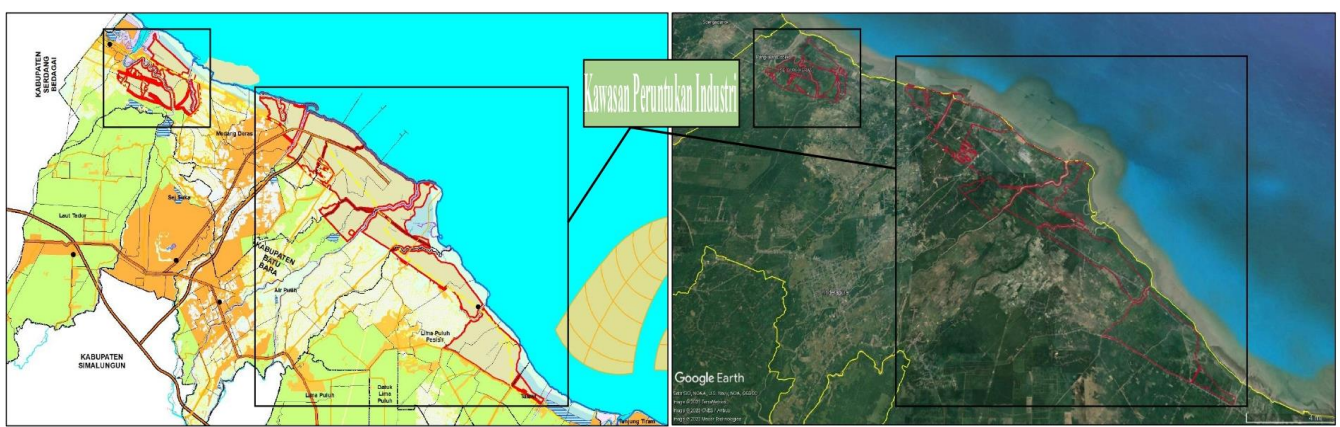 KABUPATEN
SERDANG
BEDAGAI
Medang Deras
Sei Suka
Laut Tador
KABUPATEN
BATU
BARA
Air Putih
KABUPATEN
SIMALUNGUN
Lima Puluh
Pesisir
Lima Puluh
Datuk
Lima
Puluh
Tanjung Tiram
Kawasan Peruntukan Industri
Google Earth